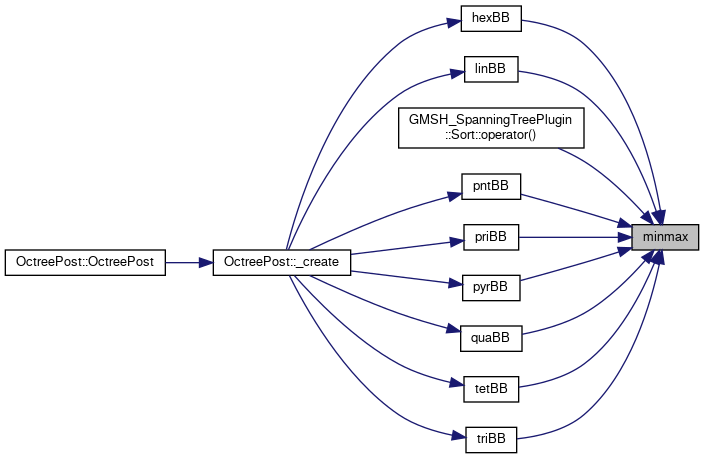 hexBB
linBB
GMSH_SpanningTreePlugin
::Sort::operator()
pntBB
priBB
minmax
OctreePost::OctreePost
OctreePost::_create
pyrBB
quaBB
tetBB
triBB